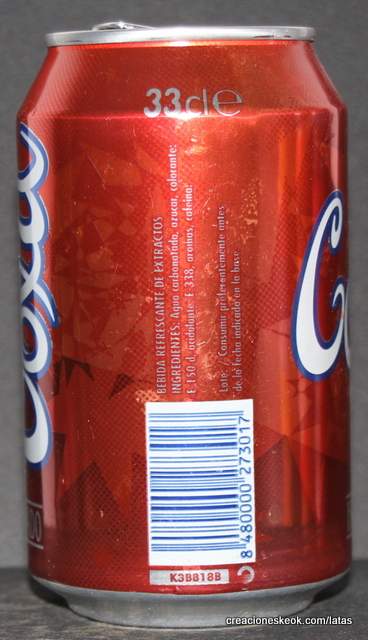 33cl e
BEBIDA REFRESCANTE DE EXTRACTOS
INGREDIENTES: Agua carbonatada, azucar, colorante:
E 150 d, acidulante: E 338, aromas, cafeína.
Lote: Consumir preferentemente antes
de la fecha indicada en la base
8 480000 273017
K3B818B
creacioneskeok.com/latas